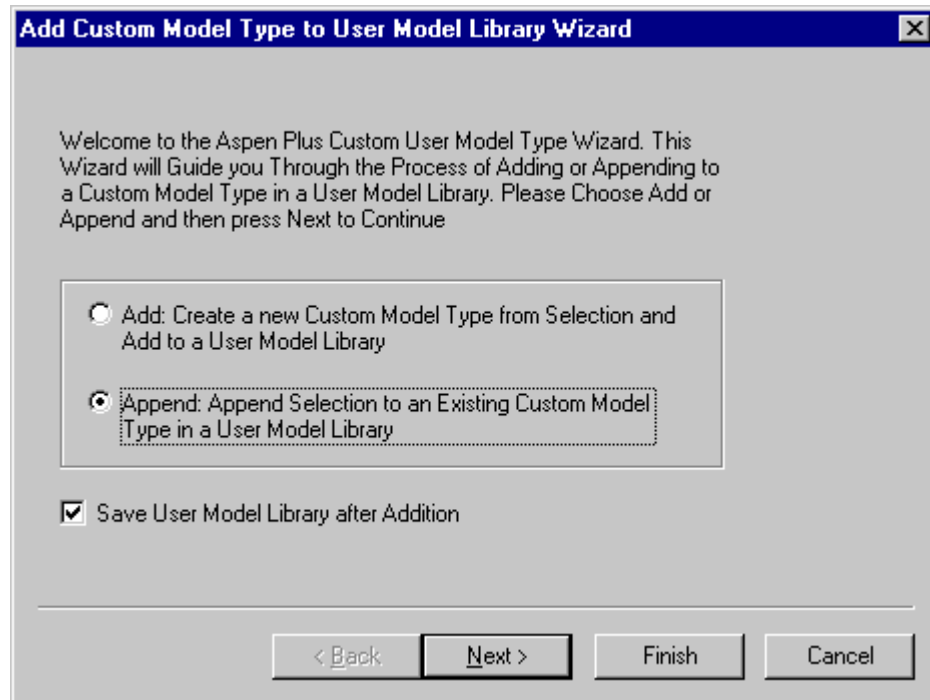 Add Custom Model Type to User Model Library Wizard
Welcome to the Aspen Plus Custom User Model Type Wizard. This
Wizard will Guide you Through the Process of Adding or Appending to
a Custom Model Type in a User Model Library. Please Choose Add or
Append and then press Next to Continue
Add: Create a new Custom Model Type from Selection and
Add to a User Model Library
Append: Append Selection to an Existing Custom Model
Type in a User Model Library
Save User Model Library after Addition
< Back Next > Finish Cancel